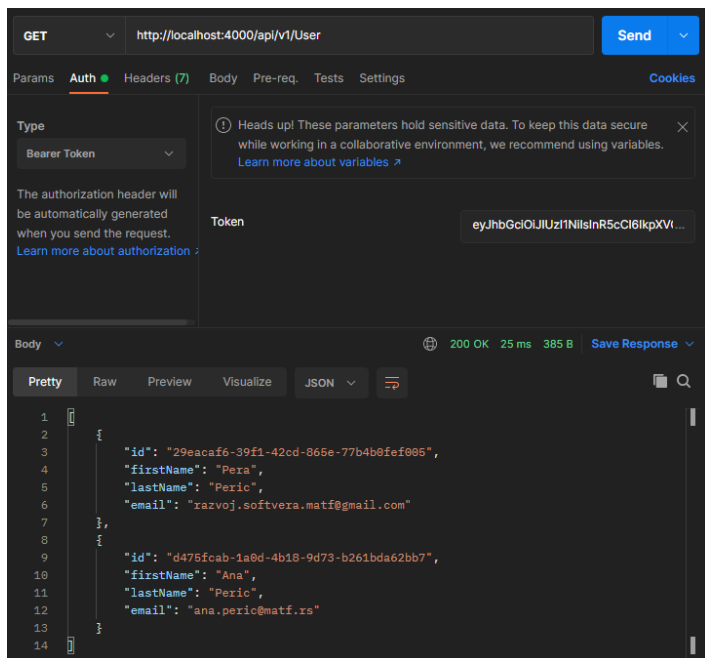 GET http://localhost:4000/api/v1/User Send
Params Auth Headers (7) Body Pre-req. Tests Settings Cookies
Type
Bearer Token
The authorization header will
be automatically generated
when you send the request.
Learn more about authorization
Heads up! These parameters hold sensitive data. To keep this data secure
while working in a collaborative environment, we recommend using variables.
Learn more about variables
Token eyJhbGciOiJIUzI1NiIsInR5cCI6IkpXV(...
Body 200 OK 25 ms 385 B Save Response
Pretty Raw Preview Visualize JSON
1 [
2 {
3 "id": "29eacaf6-39f1-42cd-865e-77b4b0fef005",
4 "firstName": "Pera",
5 "lastName": "Peric",
6 "email": "razvoj.softvera.matf@gmail.com"
7 },
8 {
9 "id": "d475fcab-1a0d-4b18-9d73-b261bda62bb7",
10 "firstName": "Ana",
11 "lastName": "Peric",
12 "email": "ana.peric@matf.rs"
13 }
14 ]